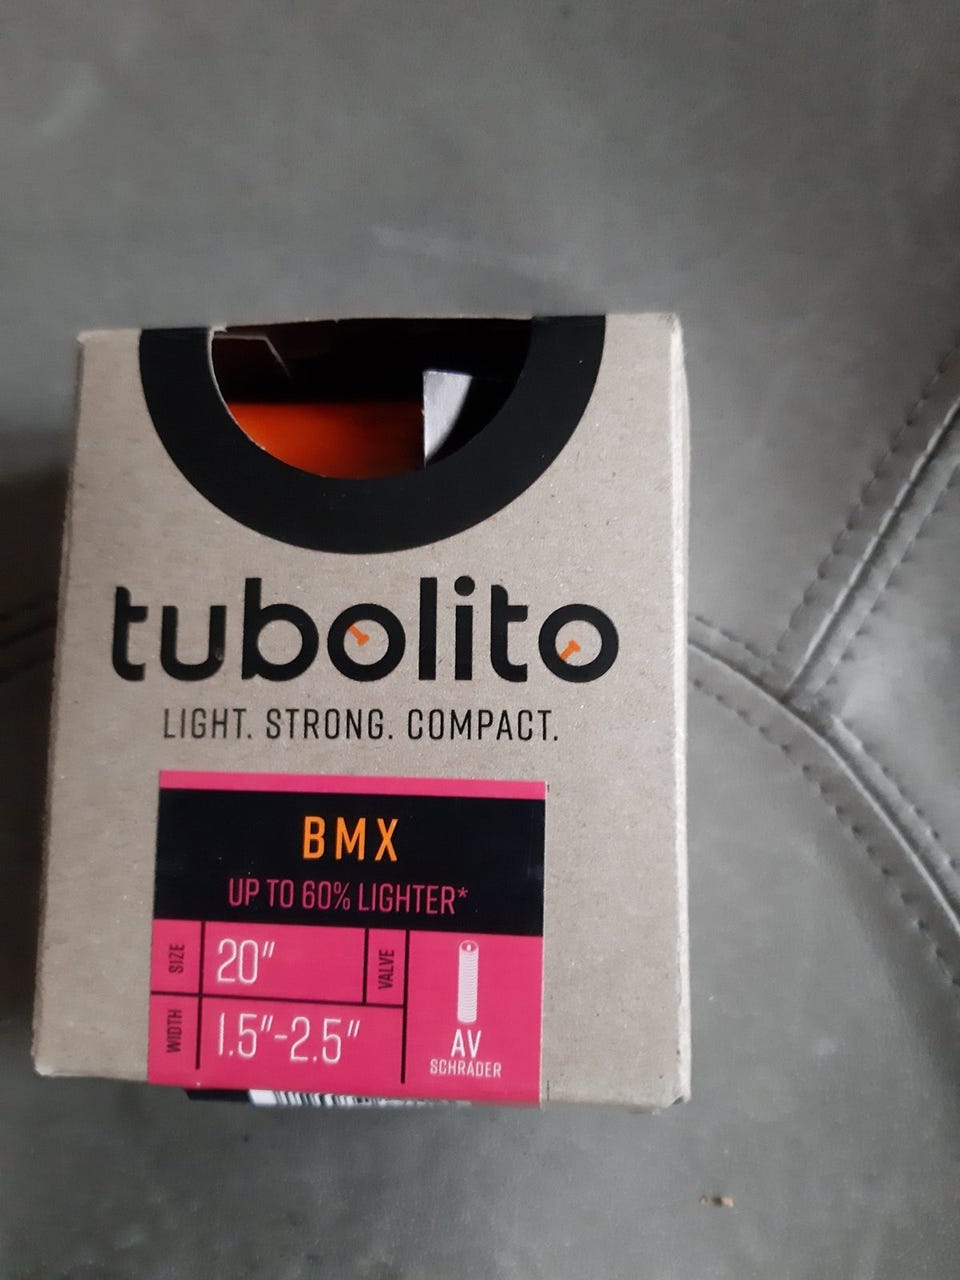 tubolito
LIGHT. STRONG. COMPACT.
BMX
UP TO 60% LIGHTER*
SIZE
20"
VALVE
WIDTH
1.5"-2.5"
AV
SCHRADER